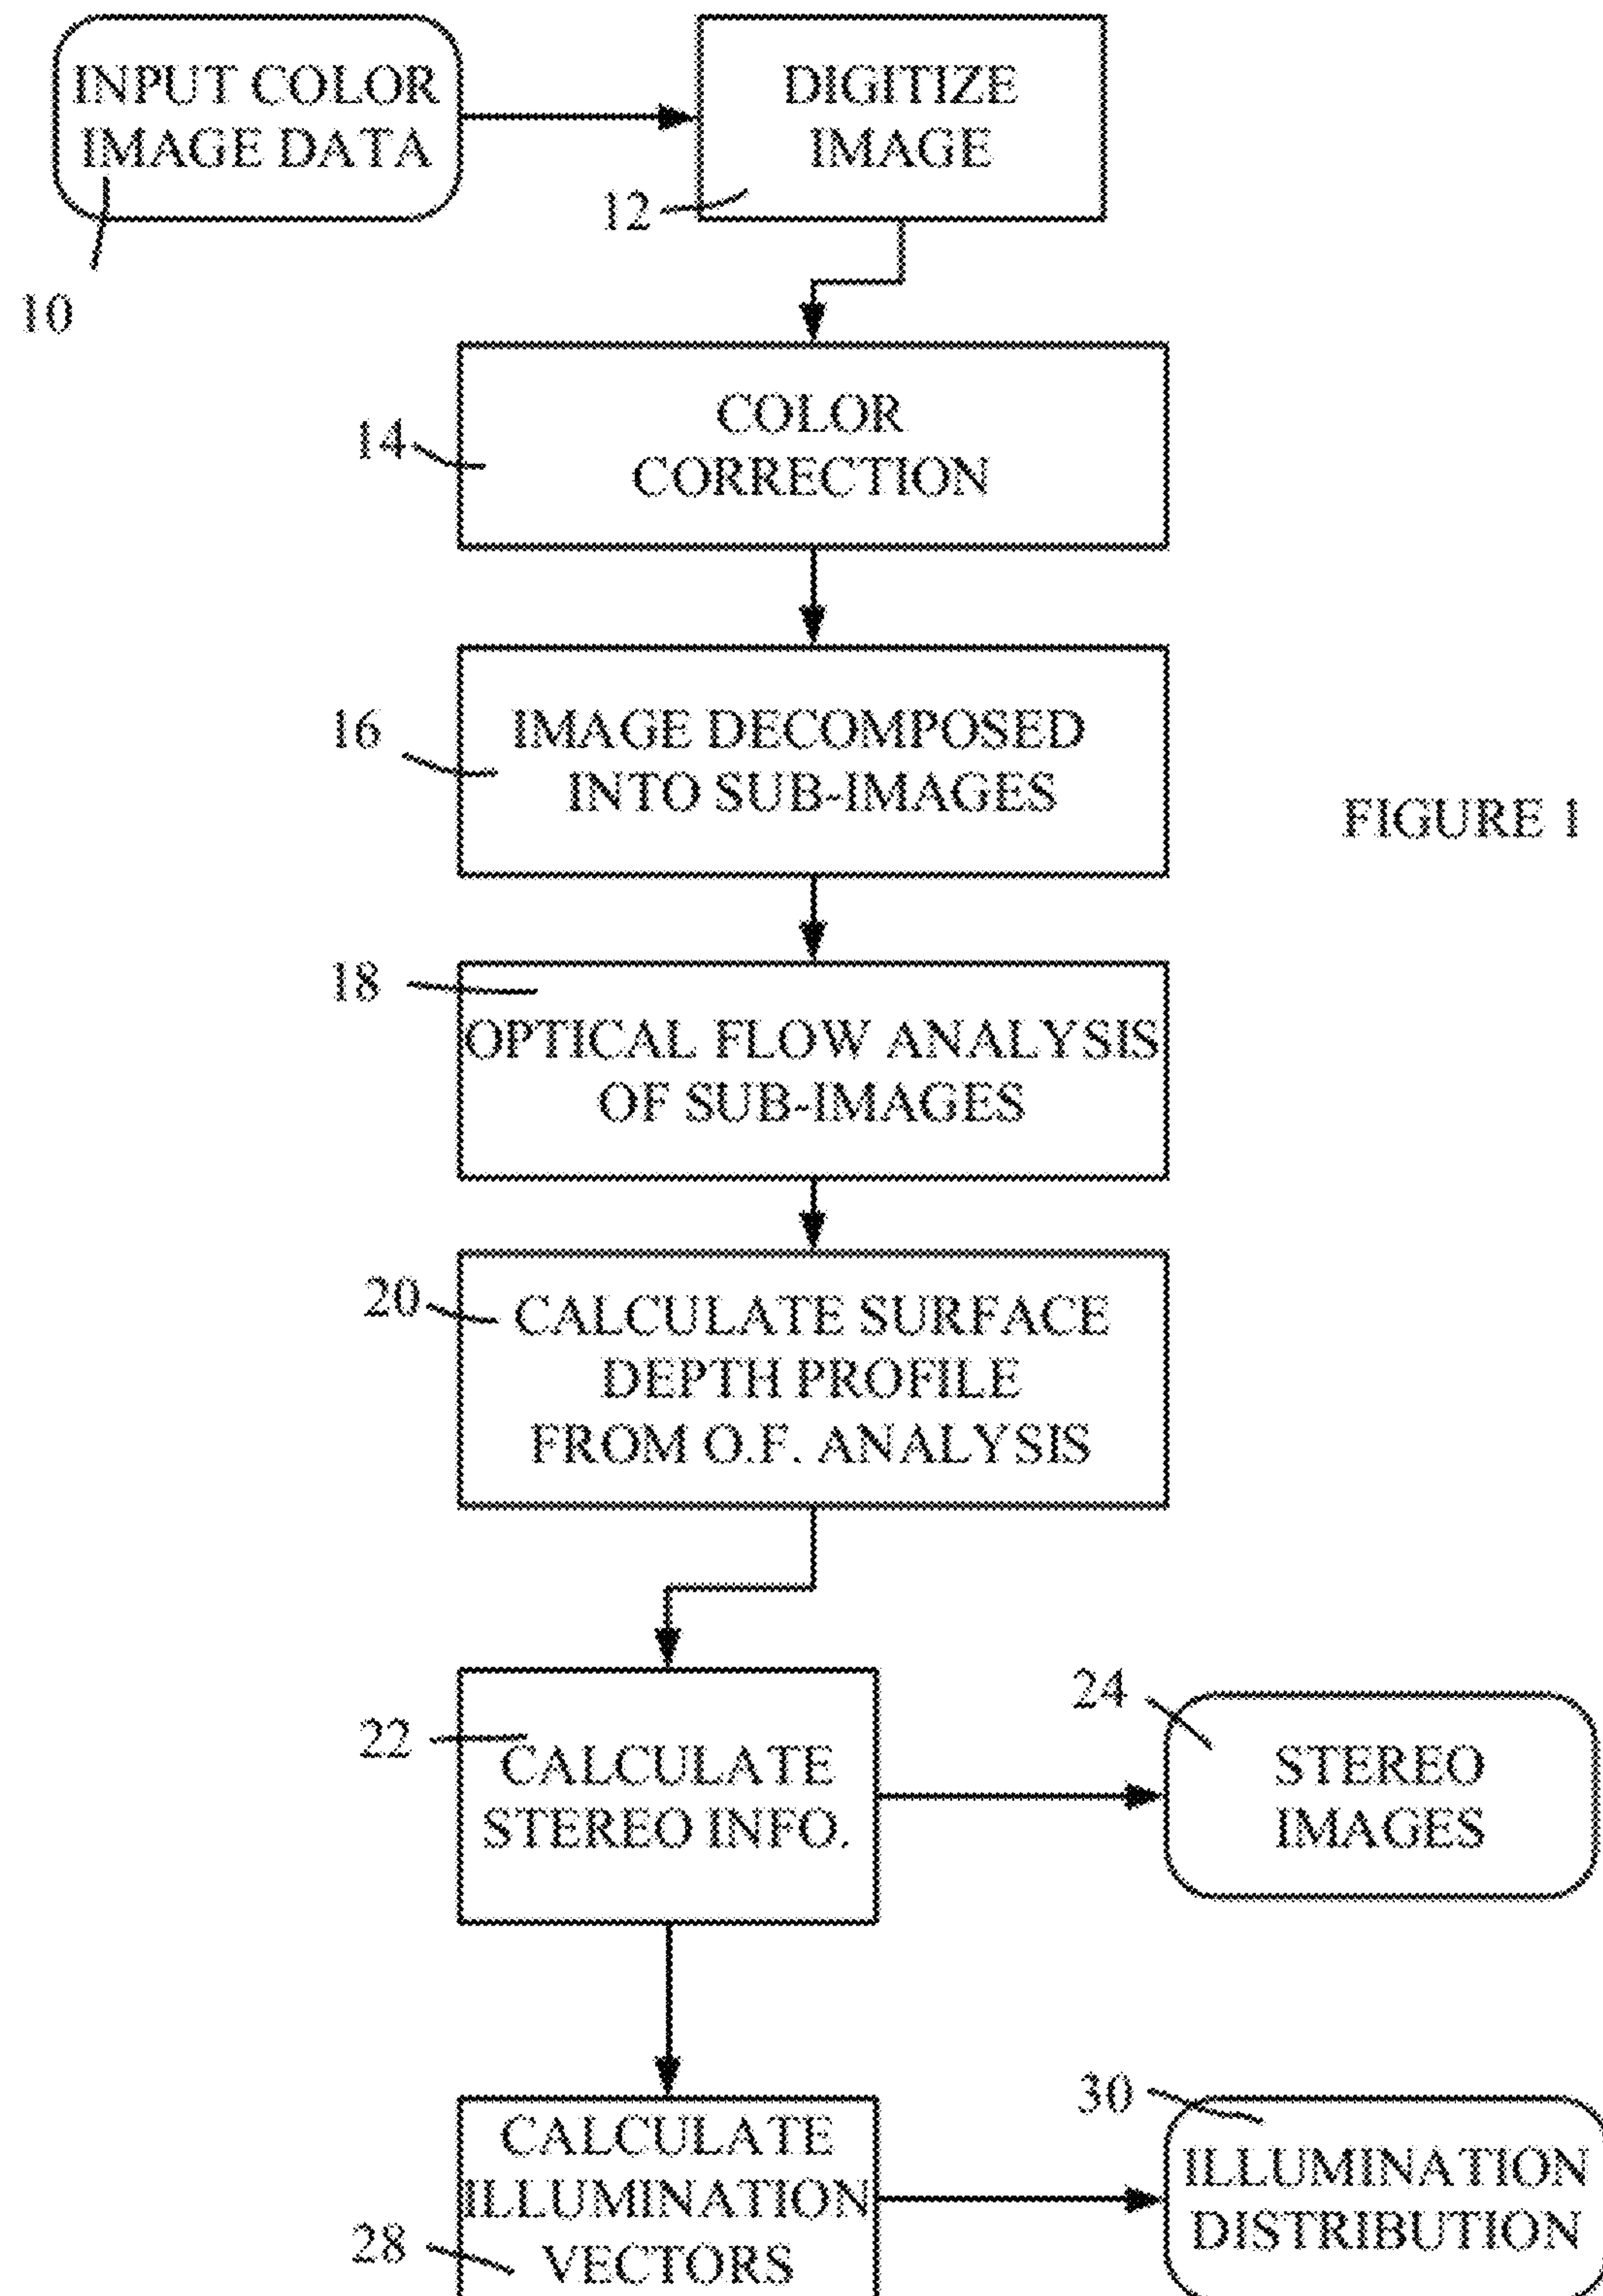 INPUT COLOR
IMAGE DATA
10
DIGITIZE
IMAGE
12
COLOR
CORRECTION
14
16
IMAGE DECOMPOSED
INTO SUB-IMAGES
FIGURE 1
18
OPTICAL FLOW ANALYSIS
OF SUB-IMAGES
20
CALCULATE SURFACE
DEPTH PROFILE
FROM O.F. ANALYSIS
22
CALCULATE
STEREO INFO.
24
STEREO
IMAGES
CALCULATE
ILLUMINATION
VECTORS
28
30
ILLUMINATION
DISTRIBUTION